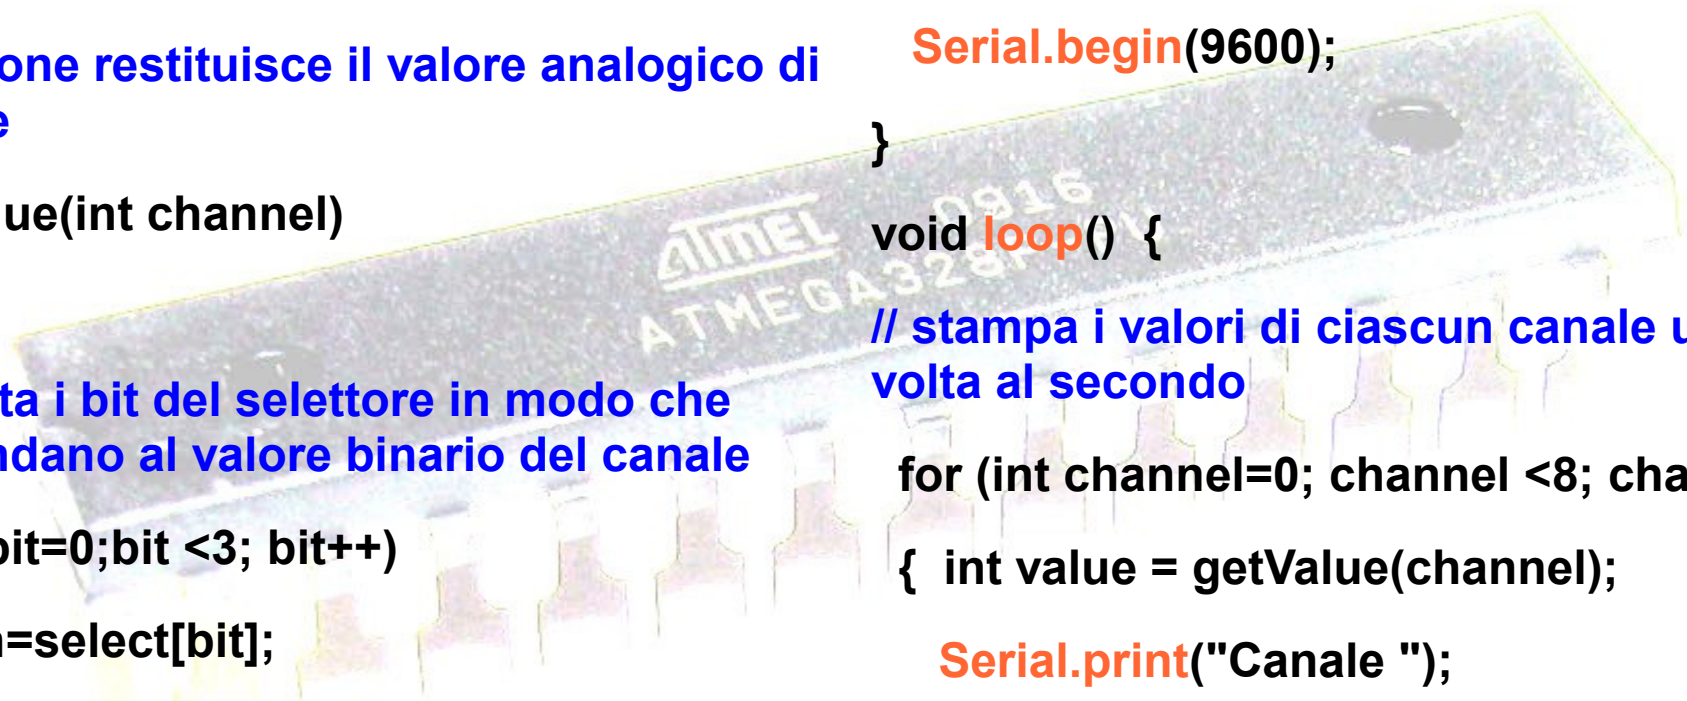 one restituisce il valore analogico di
e
ue(int channel)
ta i bit del selettore in modo che
ndano al valore binario del canale
bit=0;bit <3; bit++)
n=select[bit];
Serial.begin(9600);
}
void loop() {
// stampa i valori di ciascun canale u
volta al secondo
for (int channel=0; channel <8; cha
{ int value = getValue(channel);
Serial.print("Canale ");
ATMEL 0916
ATMEGA328P